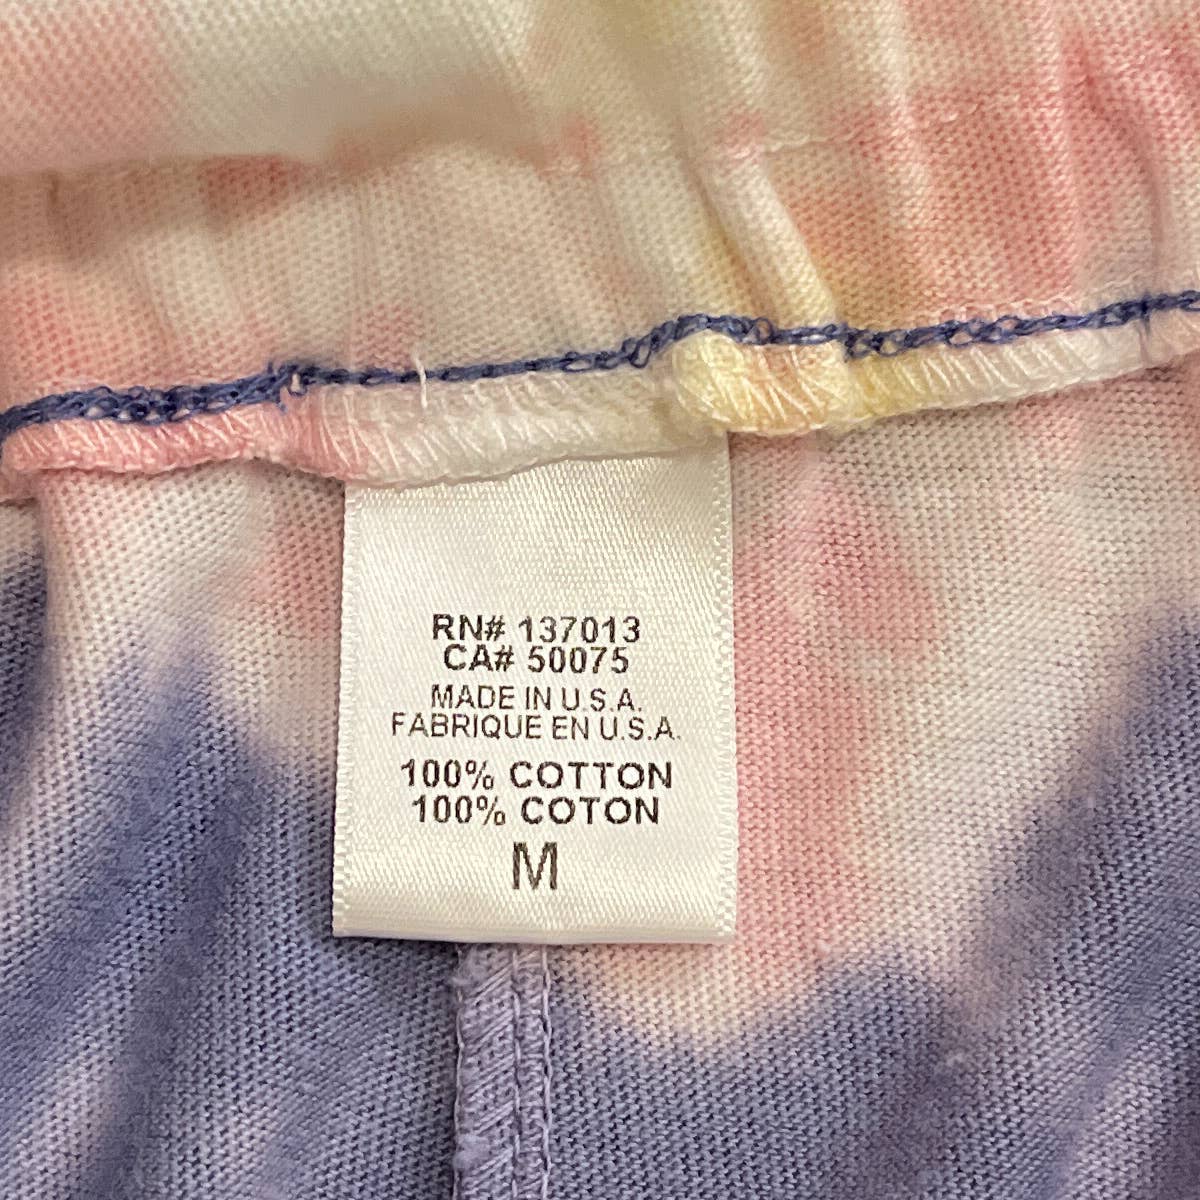 RN# 137013
CA# 50075
MADE IN U.S.A.
FABRIQUE EN U.S.A.
100% COTTON
100% COTON
M